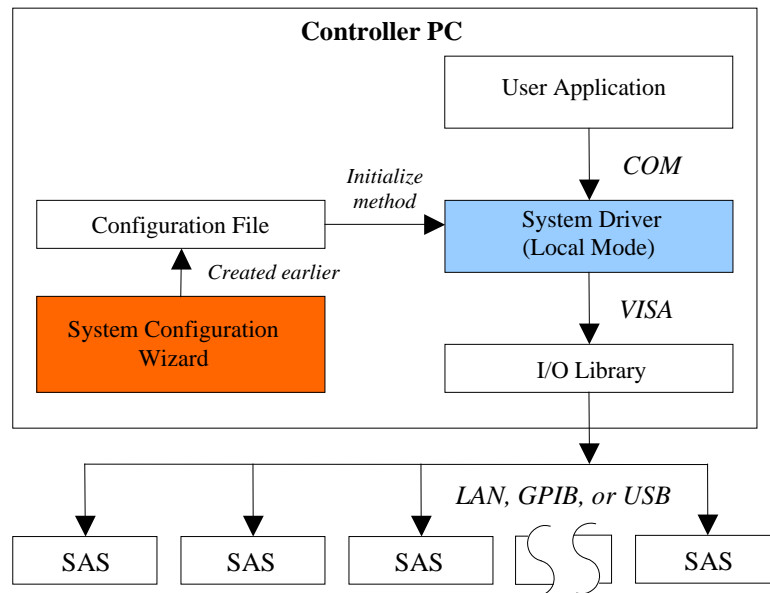 Controller PC
User Application
COM
Initialize
method
Configuration File
System Driver
(Local Mode)
Created earlier
System Configuration
Wizard
VISA
I/O Library
LAN, GPIB, or USB
SAS
SAS
SAS
SAS